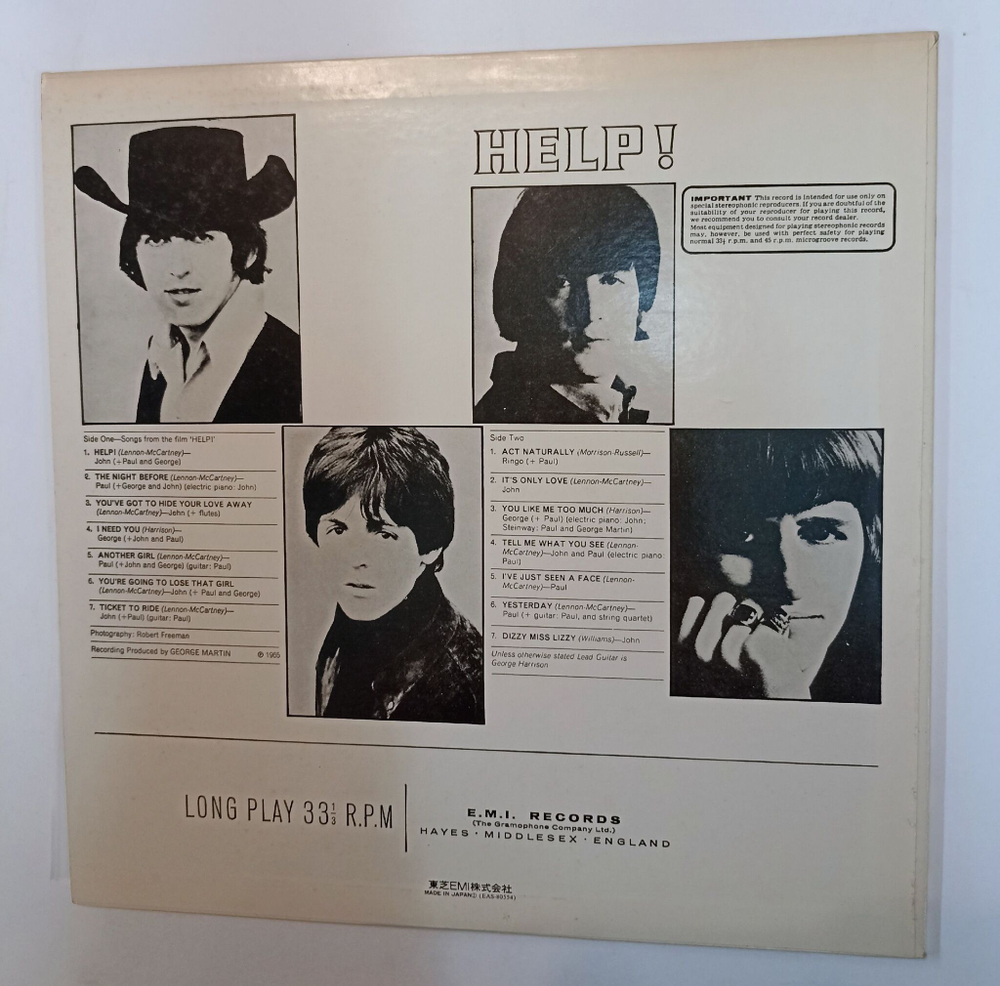 HELP!
IMPORTANT This record is intended for use only on
special stereophonic reproducers. If you are doubtful of the
suitability of your reproducer for playing this record,
we recommend you to consult your record dealer.
Most equipment designed for playing stereophonic records
may, however, be used with perfect safety for playing
normal 33⅓ r.p.m. and 45 r.p.m. microgroove records.
Side One—Songs from the film 'HELP!'
1. HELP! (Lennon-McCartney)—
John (+Paul and George)
2. THE NIGHT BEFORE (Lennon-McCartney)—
Paul (+George and John) (electric piano: John)
3. YOU'VE GOT TO HIDE YOUR LOVE AWAY
(Lennon-McCartney)—John (+ flutes)
4. I NEED YOU (Harrison)—
George (+John and Paul)
5. ANOTHER GIRL (Lennon-McCartney)—
Paul (+John and George) (guitar: Paul)
6. YOU'RE GOING TO LOSE THAT GIRL
(Lennon-McCartney)—John (+ Paul and George)
7. TICKET TO RIDE (Lennon-McCartney)—
John (+Paul) (guitar: Paul)
Photography: Robert Freeman
Recording Produced by GEORGE MARTIN ℗ 1965
Side Two
1. ACT NATURALLY (Morrison-Russell)—
Ringo (+ Paul)
2. IT'S ONLY LOVE (Lennon-McCartney)—
John
3. YOU LIKE ME TOO MUCH (Harrison)—
George (+ Paul) (electric piano: John;
Steinway: Paul and George Martin)
4. TELL ME WHAT YOU SEE (Lennon-
McCartney)—John and Paul (electric piano:
Paul)
5. I'VE JUST SEEN A FACE (Lennon-
McCartney)—Paul
6. YESTERDAY (Lennon-McCartney)—
Paul (+ guitar: Paul, and string quartet)
7. DIZZY MISS LIZZY (Williams)—John
Unless otherwise stated Lead Guitar is
George Harrison
LONG PLAY 33⅓ R.P.M
E.M.I. RECORDS
(The Gramophone Company Ltd.)
HAYES · MIDDLESEX · ENGLAND
東芝EMI株式会社
MADE IN JAPAN